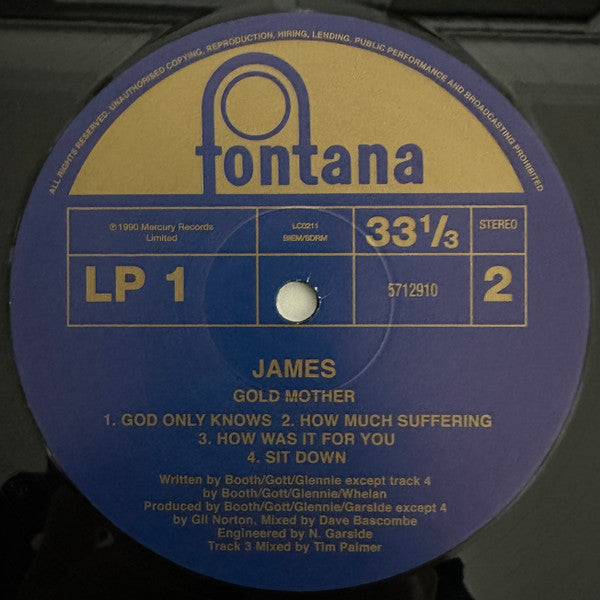 ALL RIGHTS RESERVED. UNAUTHORISED COPYING, REPRODUCTION, HIRING, LENDING, PUBLIC PERFORMANCE AND BROADCASTING PROHIBITED
fontana
℗1990 Mercury Records
Limited
LC0211
BIEM/SDRM
33 1/3
STEREO
LP 1
5712910
2
JAMES
GOLD MOTHER
1. GOD ONLY KNOWS 2. HOW MUCH SUFFERING
3. HOW WAS IT FOR YOU
4. SIT DOWN
Written by Booth/Gott/Glennie except track 4
by Booth/Gott/Glennie/Whelan
Produced by Booth/Gott/Glennie/Garside except 4
by Gil Norton, Mixed by Dave Bascombe
Engineered by N. Garside
Track 3 Mixed by Tim Palmer